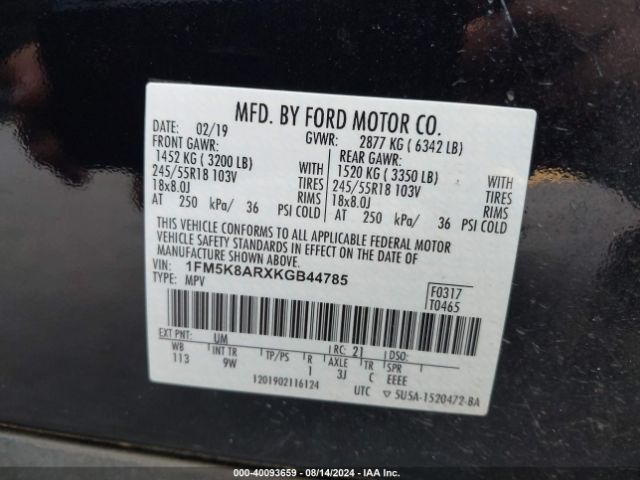 MFD. BY FORD MOTOR CO.
DATE: 02/19 GVWR: 2877 KG ( 6342 LB)
FRONT GAWR: REAR GAWR:
1452 KG ( 3200 LB) WITH 1520 KG ( 3350 LB) WITH
245/55R18 103V TIRES 245/55R18 103V TIRES
18x8.0J RIMS 18x8.0J RIMS
AT 250 kPa/ 36 PSI COLD AT 250 kPa/ 36 PSI COLD
THIS VEHICLE CONFORMS TO ALL APPLICABLE FEDERAL MOTOR
VEHICLE SAFETY STANDARDS IN EFFECT ON THE DATE OF
MANUFACTURE SHOWN ABOVE.
VIN: 1FM5K8ARXKGB44785 F0317
TYPE: MPV T0465
EXT PNT: UM RC: 21 DSO:
WB INT TR TP/PS R AXLE TR SPR
113 9W 1 3J C EEEE
1201902116124 UTC ▽ 5U5A-1520472-BA
000-40093659 - 08/14/2024 - IAA Inc.